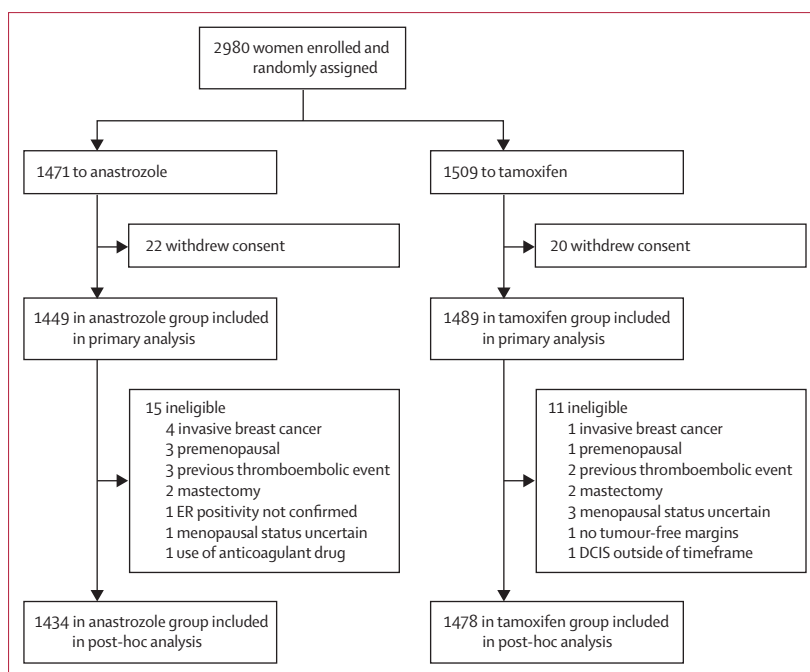 2980 women enrolled and
randomly assigned
1471 to anastrozole
1509 to tamoxifen
22 withdrew consent
20 withdrew consent
1449 in anastrozole group included
in primary analysis
1489 in tamoxifen group included
in primary analysis
15 ineligible
4 invasive breast cancer
3 premenopausal
3 previous thromboembolic event
2 mastectomy
1 ER positivity not confirmed
1 menopausal status uncertain
1 use of anticoagulant drug
11 ineligible
1 invasive breast cancer
1 premenopausal
2 previous thromboembolic event
2 mastectomy
3 menopausal status uncertain
1 no tumour-free margins
1 DCIS outside of timeframe
1434 in anastrozole group included
in post-hoc analysis
1478 in tamoxifen group included
in post-hoc analysis